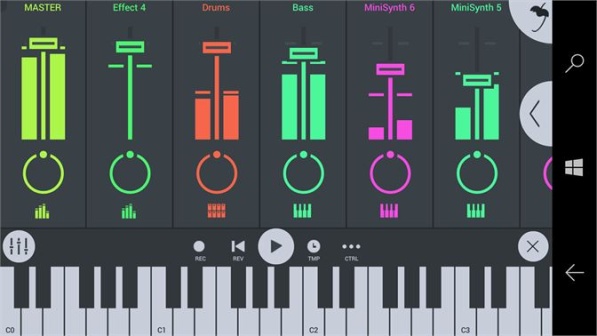 MASTER Effect 4 Drums Bass MiniSynth 6 MiniSynth 5
REC REV TMP CTRL
C0 C1 C2 C3